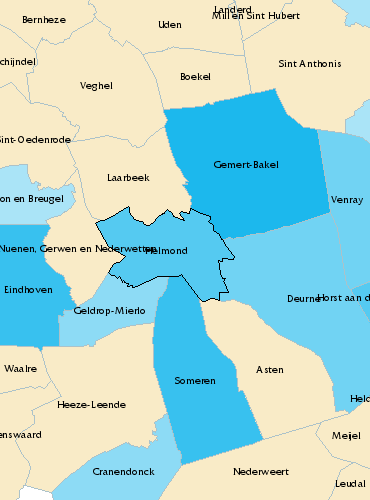 Landerd
Mill en Sint Hubert
Bernheze
Uden
chijndel
Boekel
Sint Anthonis
Veghel
Sint-Oedenrode
Gemert-Bakel
Laarbeek
on en Breugel
Venray
Nuenen, Gerwen en Nederwetten
Helmond
Eindhoven
Deurne
Horst aan d
Geldrop-Mierlo
Waalre
Asten
Someren
Held
Heeze-Leende
enswaard
Meijel
Cranendonck
Nederweert
Leudal